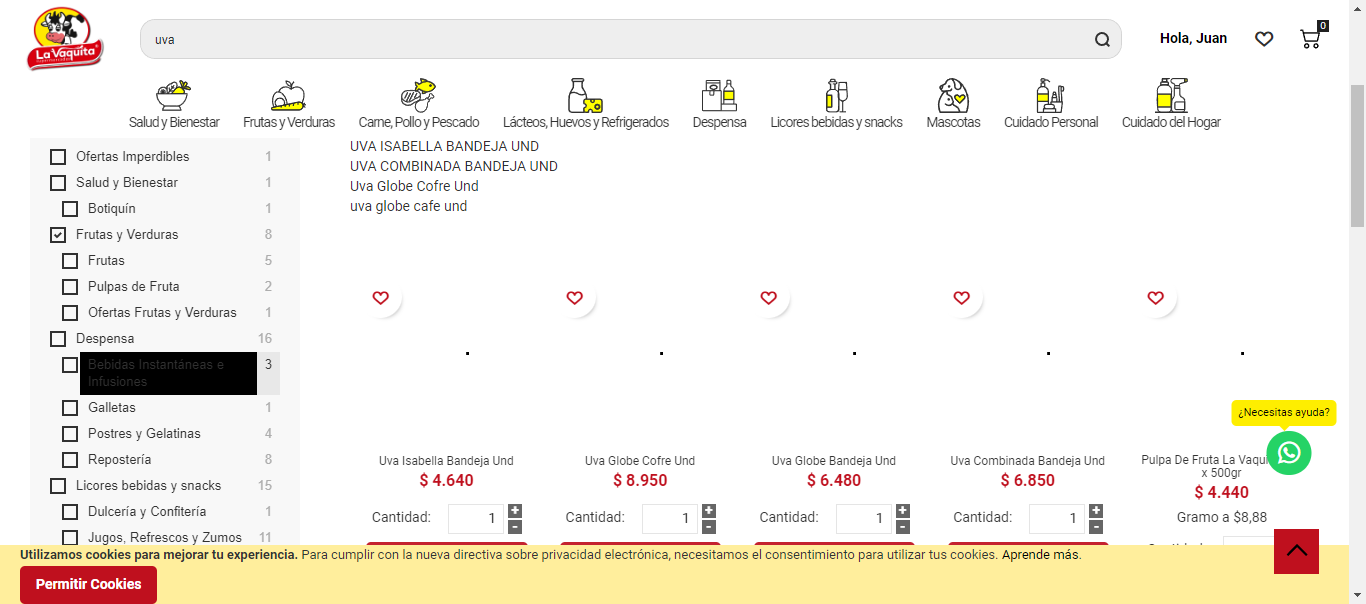 La Vaquita
uva
Hola, Juan
0
Salud y Bienestar
Frutas y Verduras
Carne, Pollo y Pescado
Lácteos, Huevos y Refrigerados
Despensa
Licores bebidas y snacks
Mascotas
Cuidado Personal
Cuidado del Hogar
Ofertas Imperdibles 1
Salud y Bienestar 1
Botiquín 1
Frutas y Verduras 8
Frutas 5
Pulpas de Fruta 2
Ofertas Frutas y Verduras 1
Despensa 16
Bebidas Instantáneas e 3
Infusiones
Galletas 1
Postres y Gelatinas 4
Repostería 8
Licores bebidas y snacks 15
Dulcería y Confitería 1
Jugos, Refrescos y Zumos 11
UVA ISABELLA BANDEJA UND
UVA COMBINADA BANDEJA UND
Uva Globe Cofre Und
uva globe cafe und
Uva Isabella Bandeja Und
$ 4.640
Cantidad: 1 + -
Uva Globe Cofre Und
$ 8.950
Cantidad: 1 + -
Uva Globe Bandeja Und
$ 6.480
Cantidad: 1 + -
Uva Combinada Bandeja Und
$ 6.850
Cantidad: 1 + -
Pulpa De Fruta La Vaqu
x 500gr
$ 4.440
Gramo a $8,88
¿Necesitas ayuda?
Utilizamos cookies para mejorar tu experiencia. Para cumplir con la nueva directiva sobre privacidad electrónica, necesitamos el consentimiento para utilizar tus cookies. Aprende más.
Permitir Cookies